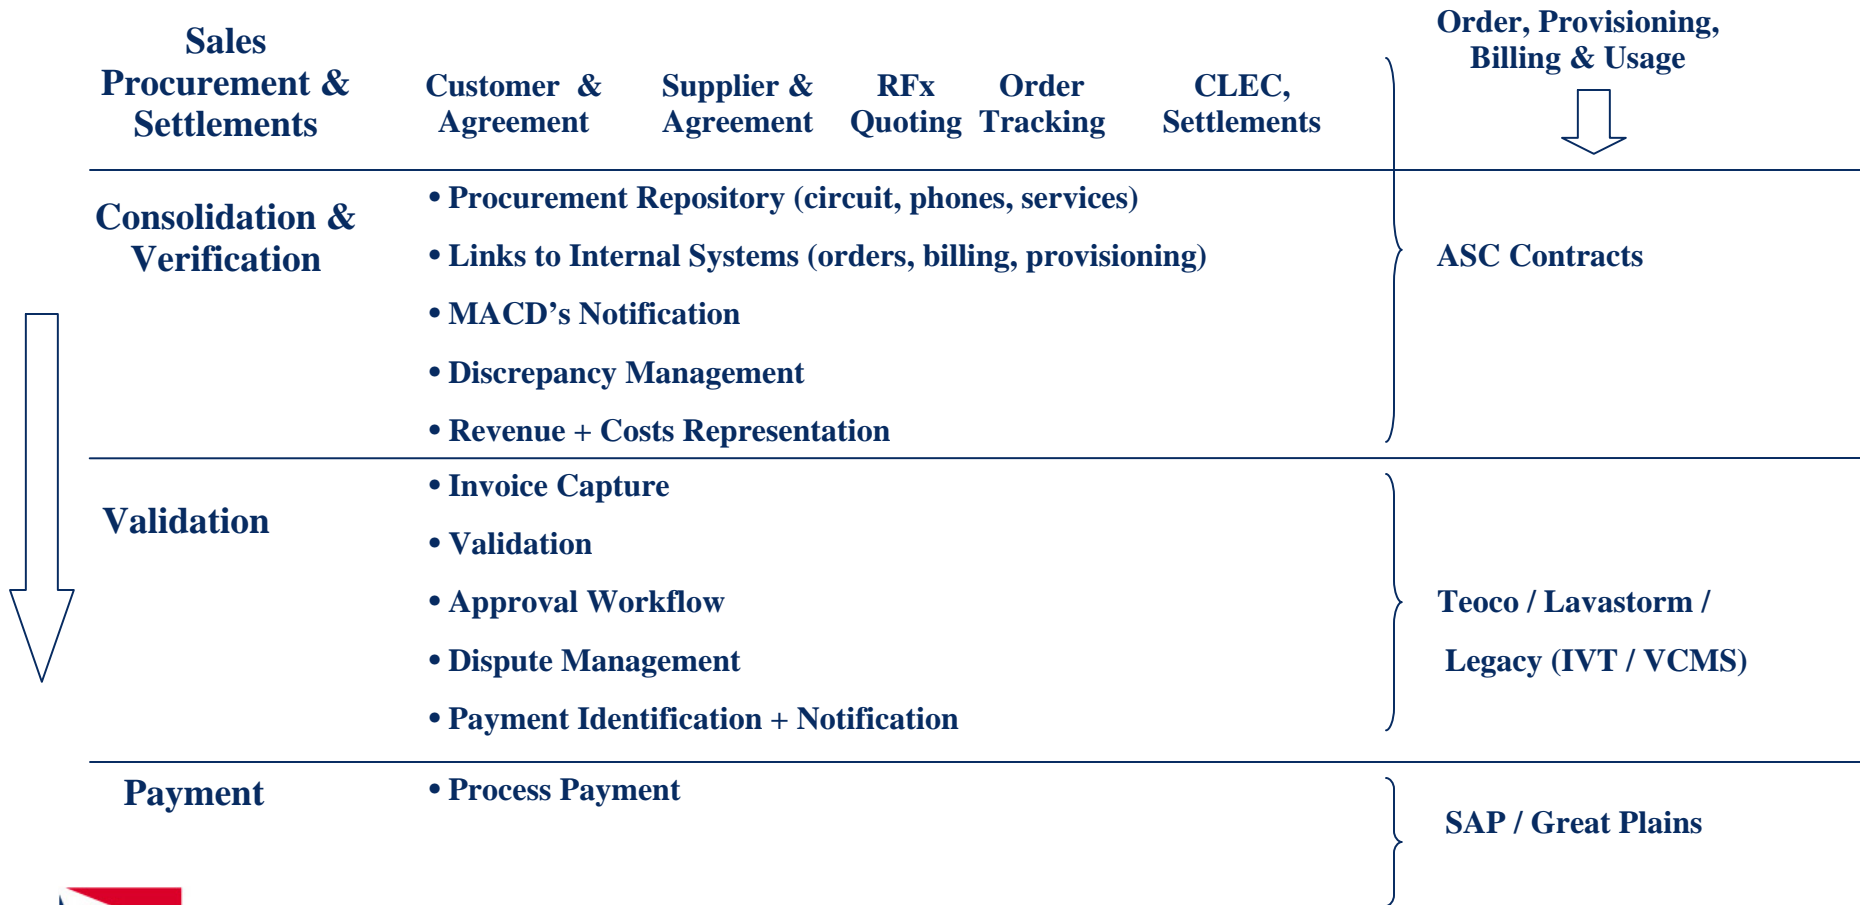 Sales
Procurement &
Settlements
Customer & Agreement
Supplier & Agreement
RFx Quoting
Order Tracking
CLEC, Settlements
Order, Provisioning,
Billing & Usage
Consolidation &
Verification
• Procurement Repository (circuit, phones, services)
• Links to Internal Systems (orders, billing, provisioning)
• MACD’s Notification
• Discrepancy Management
• Revenue + Costs Representation
ASC Contracts
Validation
• Invoice Capture
• Validation
• Approval Workflow
• Dispute Management
• Payment Identification + Notification
Teoco / Lavastorm /
Legacy (IVT / VCMS)
Payment
• Process Payment
SAP / Great Plains